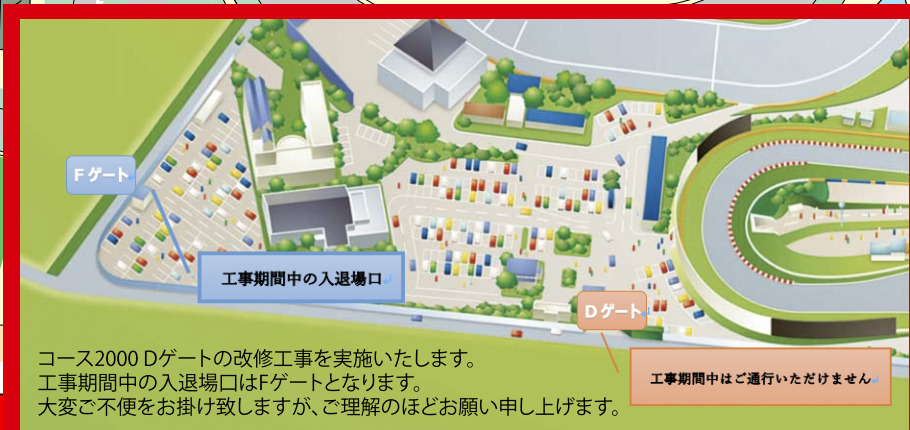 Fゲート
工事期間中の入退場口
Dゲート
工事期間中はご通行いただけません
コース2000 Dゲートの改修工事を実施いたします。
工事期間中の入退場口はFゲートとなります。
大変ご不便をお掛け致しますが、ご理解のほどお願い申し上げます。